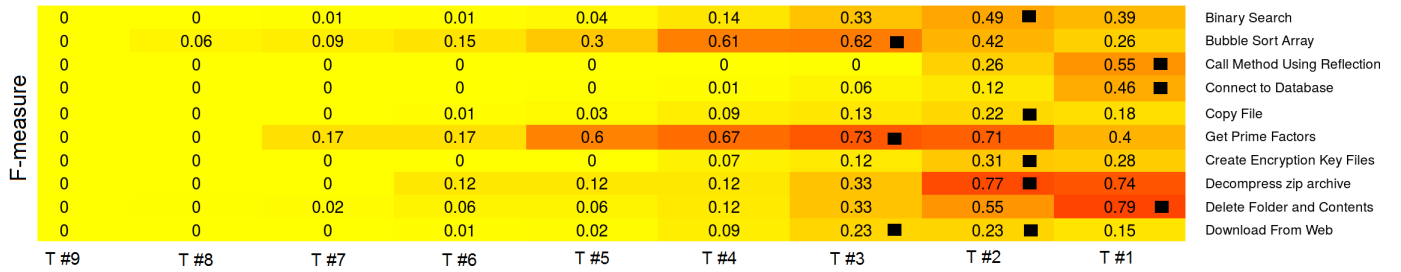 0 0 0.01 0.01 0.04 0.14 0.33 0.49 0.39 Binary Search
0 0.06 0.09 0.15 0.3 0.61 0.62 0.42 0.26 Bubble Sort Array
0 0 0 0 0 0 0 0.26 0.55 Call Method Using Reflection
0 0 0 0 0 0.01 0.06 0.12 0.46 Connect to Database
0 0 0 0.01 0.03 0.09 0.13 0.22 0.18 Copy File
0 0 0.17 0.17 0.6 0.67 0.73 0.71 0.4 Get Prime Factors
0 0 0 0 0 0.07 0.12 0.31 0.28 Create Encryption Key Files
0 0 0 0.12 0.12 0.12 0.33 0.77 0.74 Decompress zip archive
0 0 0.02 0.06 0.06 0.12 0.33 0.55 0.79 Delete Folder and Contents
0 0 0 0.01 0.02 0.09 0.23 0.23 0.15 Download From Web
F-measure
T #9 T #8 T #7 T #6 T #5 T #4 T #3 T #2 T #1